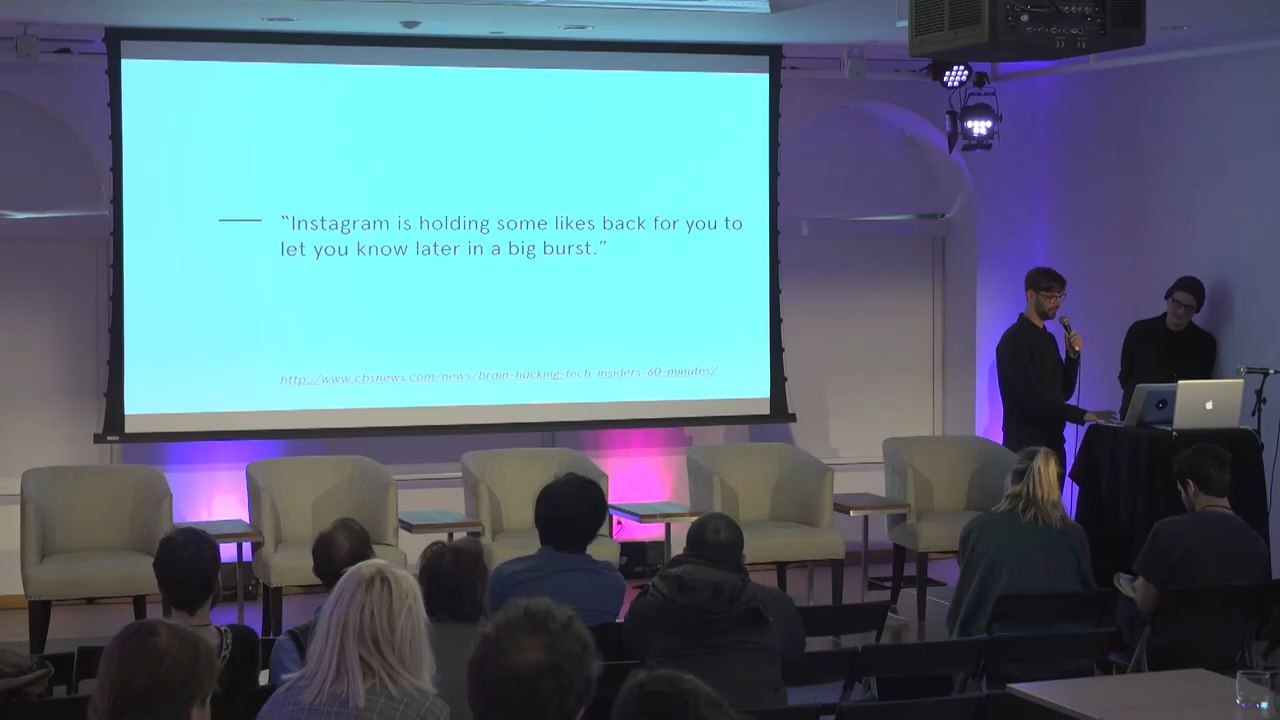 “Instagram is holding some likes back for you to
let you know later in a big burst.”
http://www.cbsnews.com/news/brain-hacking-tech-insiders-60-minutes/